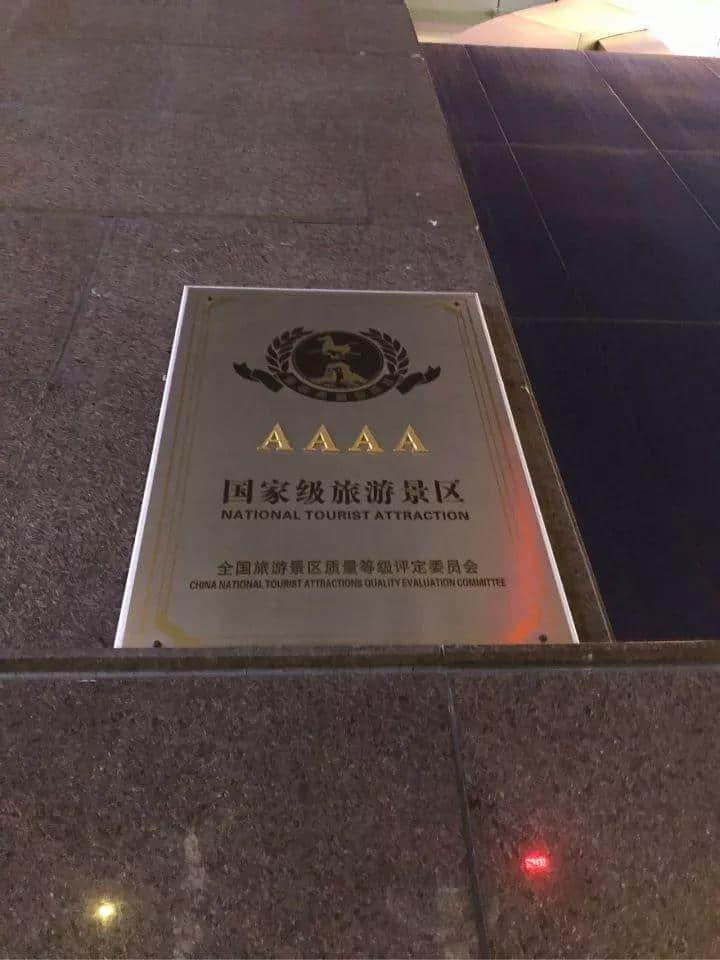 AAAA
国家级旅游景区
NATIONAL TOURIST ATTRACTION
全国旅游景区质量等级评定委员会
CHINA NATIONAL TOURIST ATTRACTIONS QUALITY EVALUATION COMMITTEE